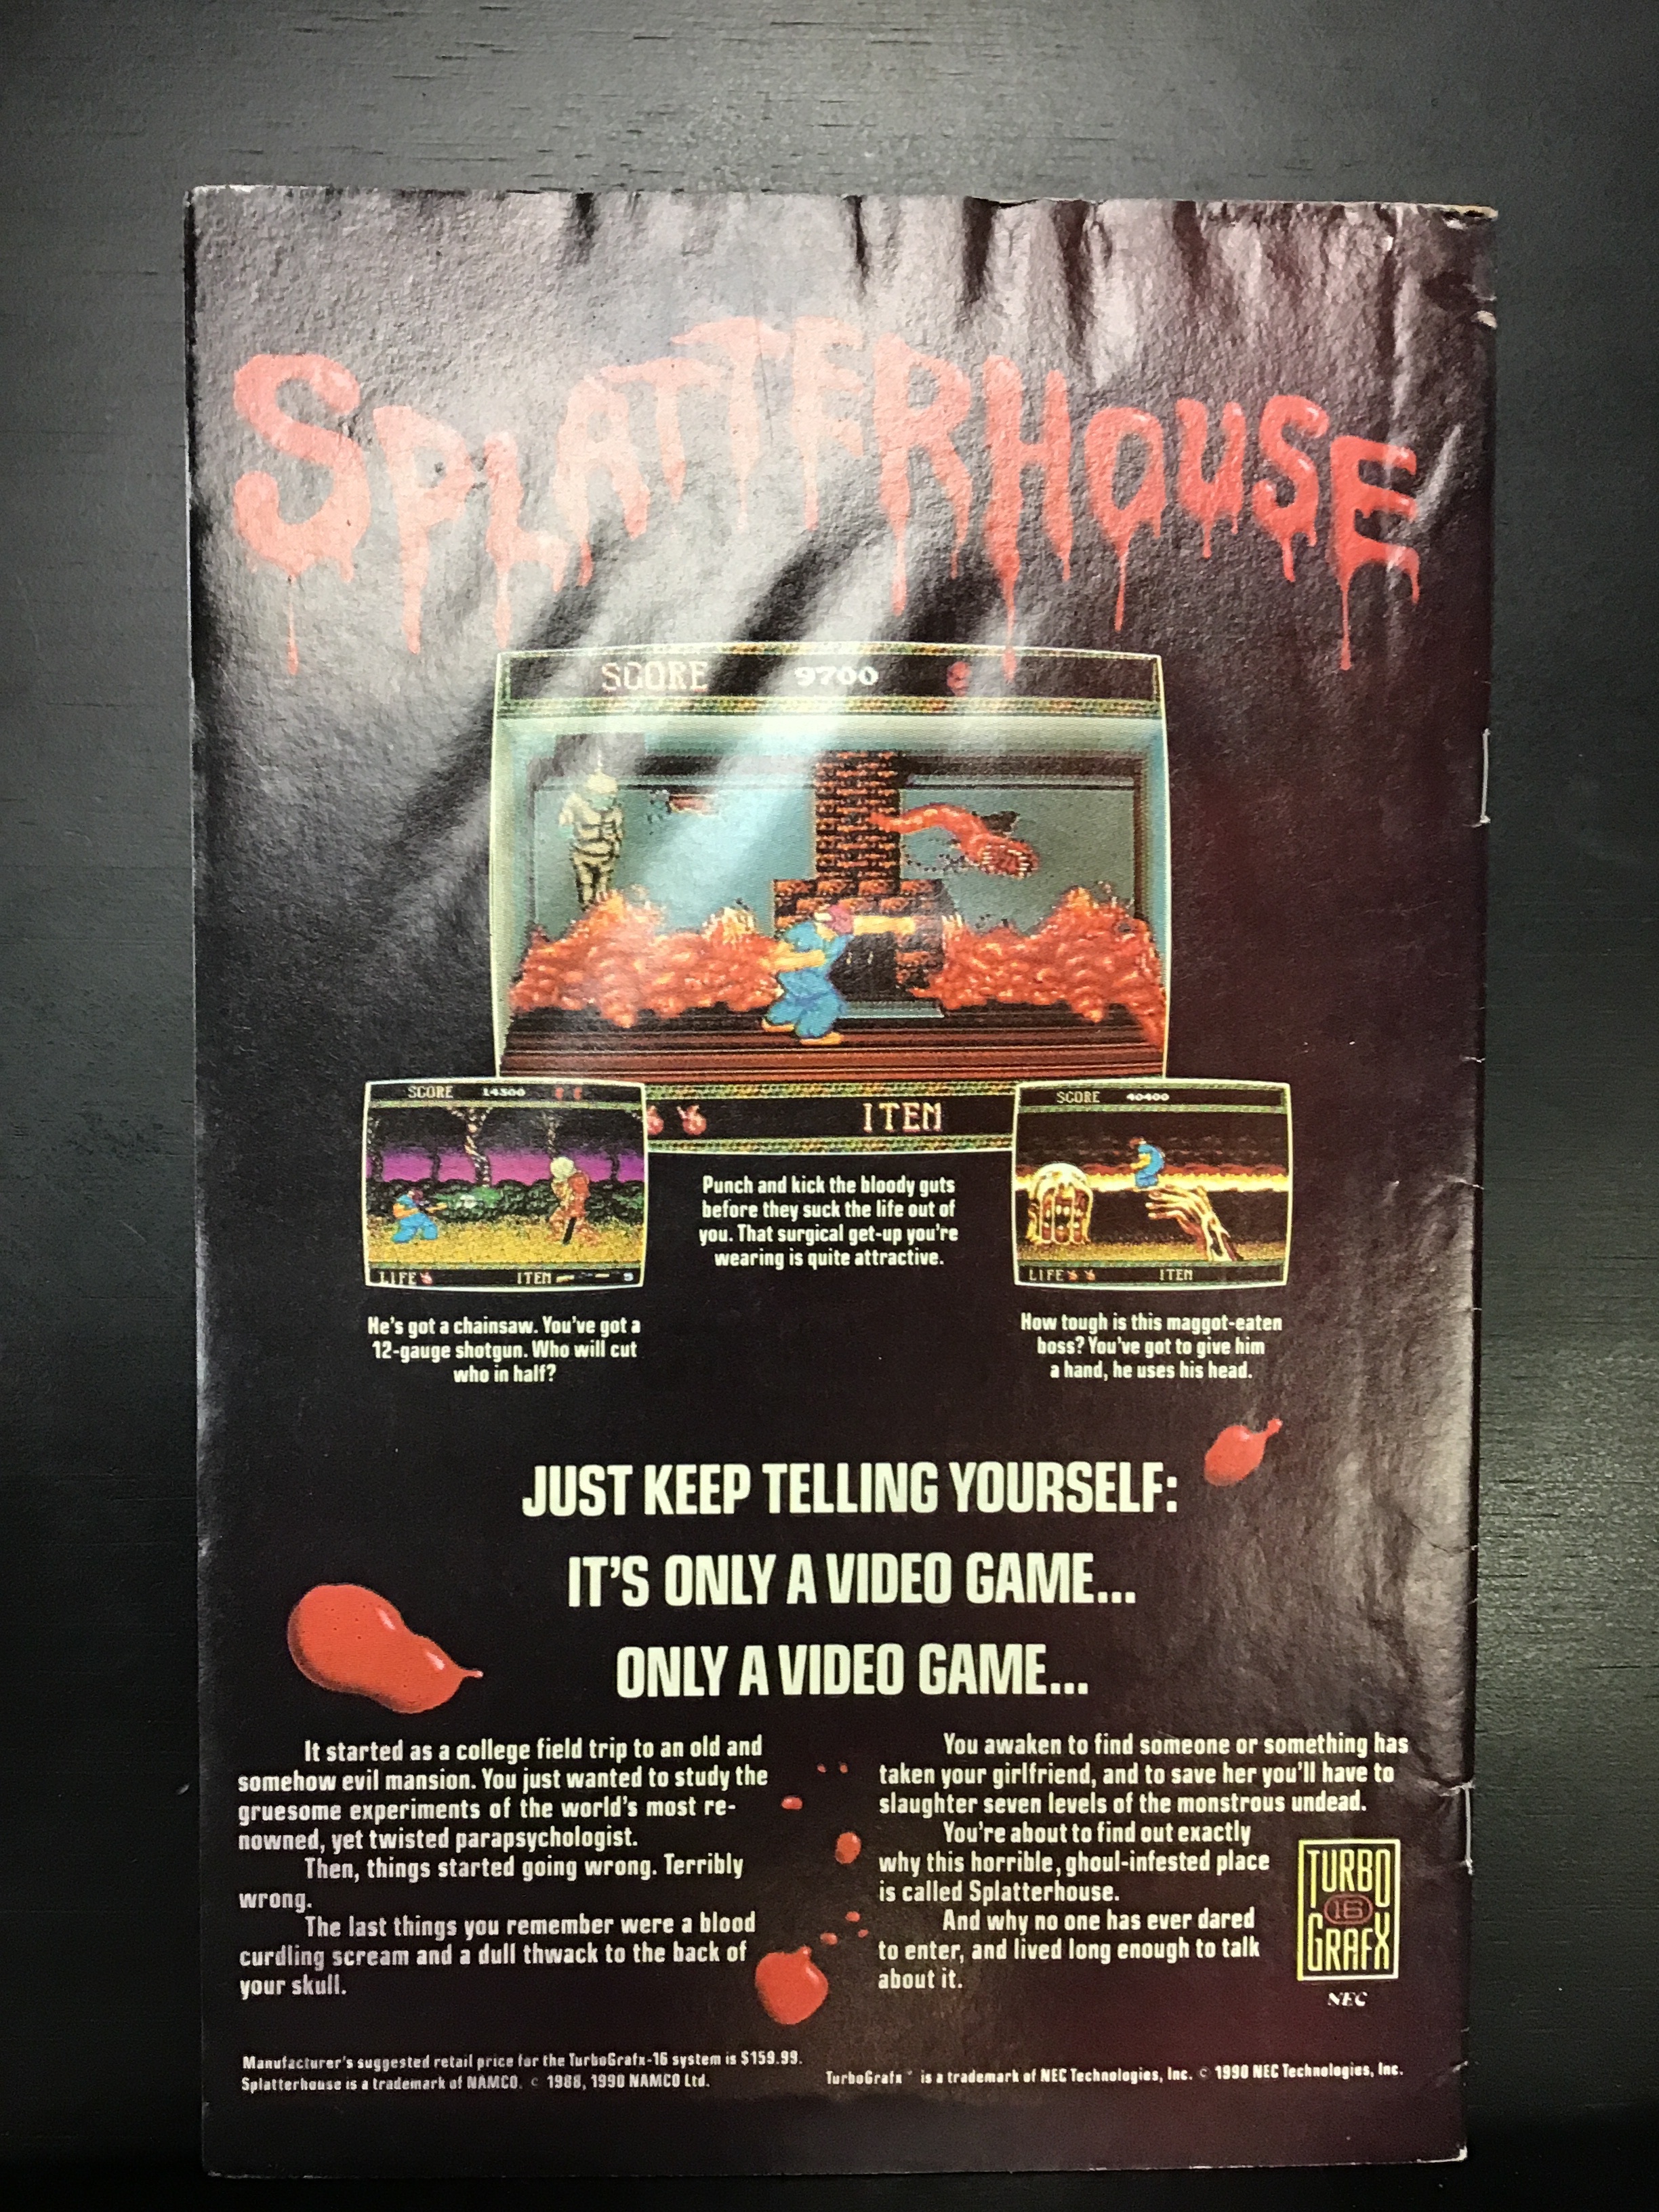 SPLATTERHOUSE
SCORE 9700
ITEM
SCORE 14300
LIFE ITEM 9
SCORE 40400
LIFE ITEM
Punch and kick the bloody guts
before they suck the life out of
you. That surgical get-up you're
wearing is quite attractive.
He's got a chainsaw. You've got a
12-gauge shotgun. Who will cut
who in half?
How tough is this maggot-eaten
boss? You've got to give him
a hand, he uses his head.
JUST KEEP TELLING YOURSELF:
IT'S ONLY A VIDEO GAME...
ONLY A VIDEO GAME...
It started as a college field trip to an old and
somehow evil mansion. You just wanted to study the
gruesome experiments of the world's most re-
nowned, yet twisted parapsychologist.
Then, things started going wrong. Terribly
wrong.
The last things you remember were a blood
curdling scream and a dull thwack to the back of
your skull.
You awaken to find someone or something has
taken your girlfriend, and to save her you'll have to
slaughter seven levels of the monstrous undead.
You're about to find out exactly
why this horrible, ghoul-infested place
is called Splatterhouse.
And why no one has ever dared
to enter, and lived long enough to talk
about it.
TURBO
16
GRAFX
NEC
Manufacturer's suggested retail price for the TurboGrafx-16 system is $159.99.
Splatterhouse is a trademark of NAMCO. © 1988, 1990 NAMCO Ltd.
TurboGrafx™ is a trademark of NEC Technologies, Inc. © 1990 NEC Technologies, Inc.